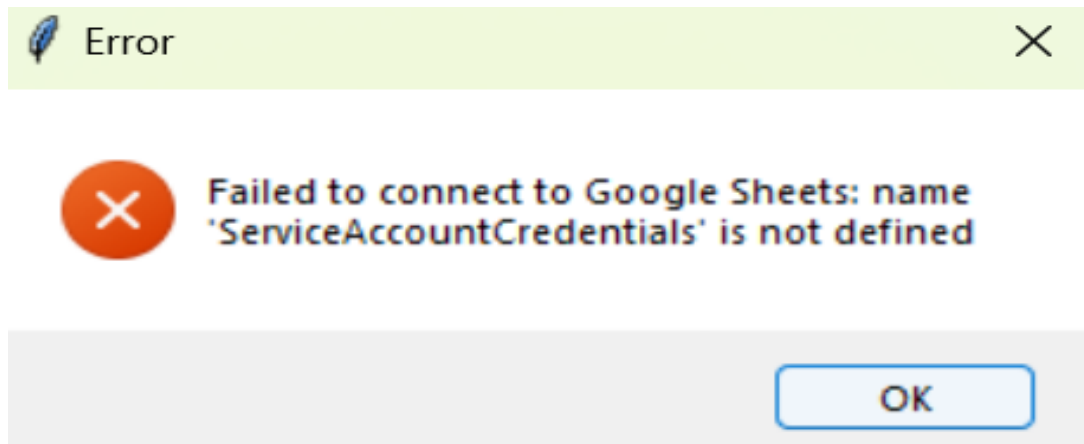 Error
Failed to connect to Google Sheets: name
'ServiceAccountCredentials' is not defined
OK